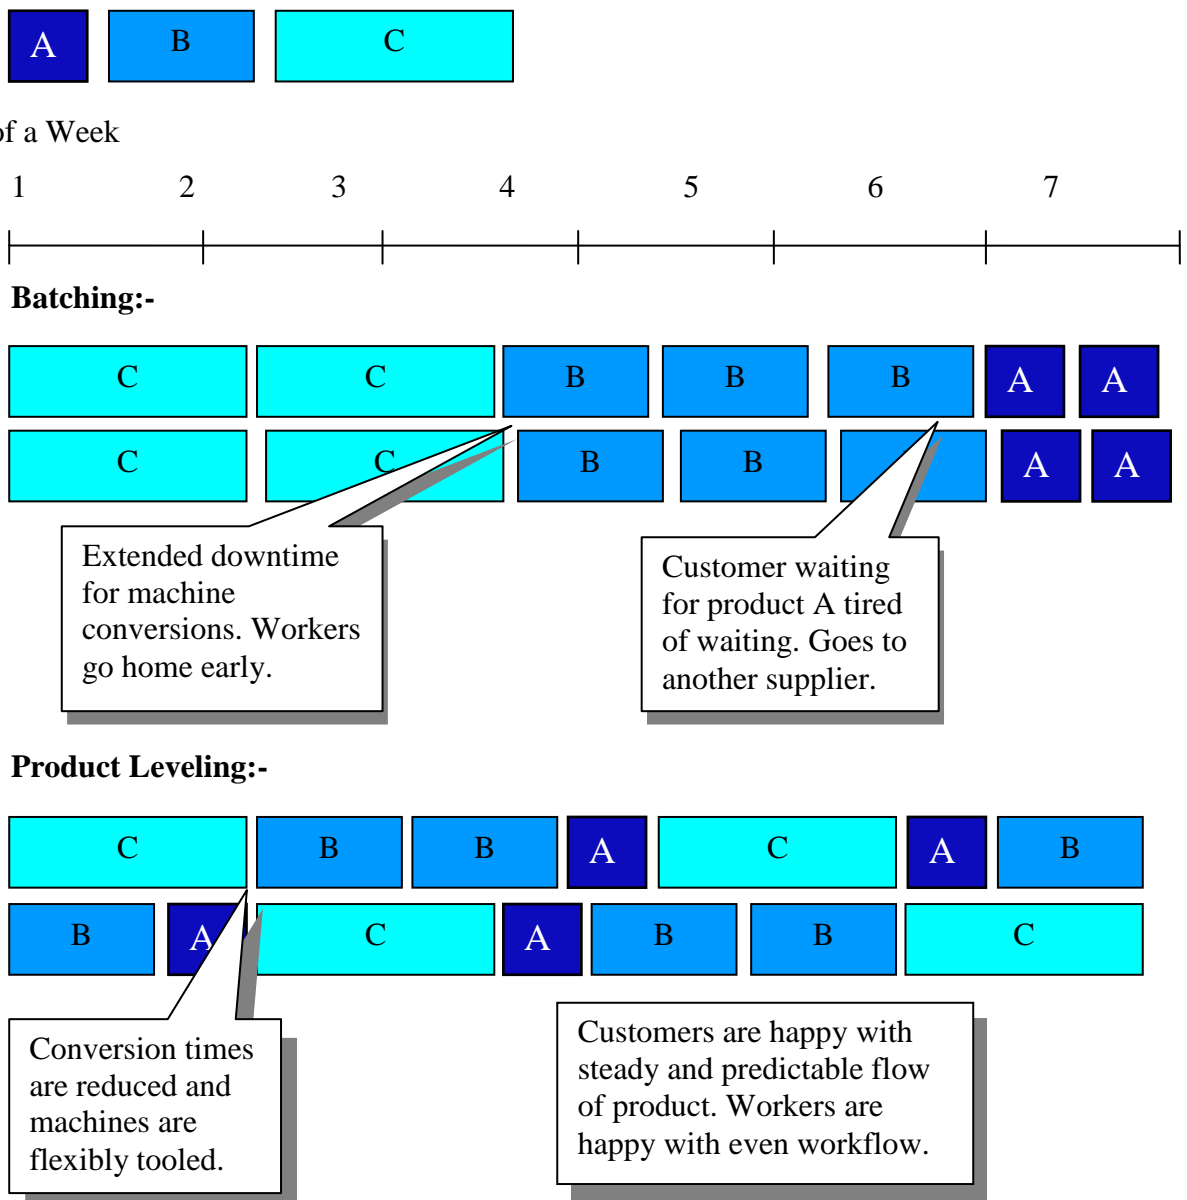 A B C
of a Week
1 2 3 4 5 6 7
Batching:-
C C B B B A A
C C B B A A
Extended downtime
for machine
conversions. Workers
go home early.
Customer waiting
for product A tired
of waiting. Goes to
another supplier.
Product Leveling:-
C B B A C A B
B A C A B B C
Conversion times
are reduced and
machines are
flexibly tooled.
Customers are happy with
steady and predictable flow
of product. Workers are
happy with even workflow.